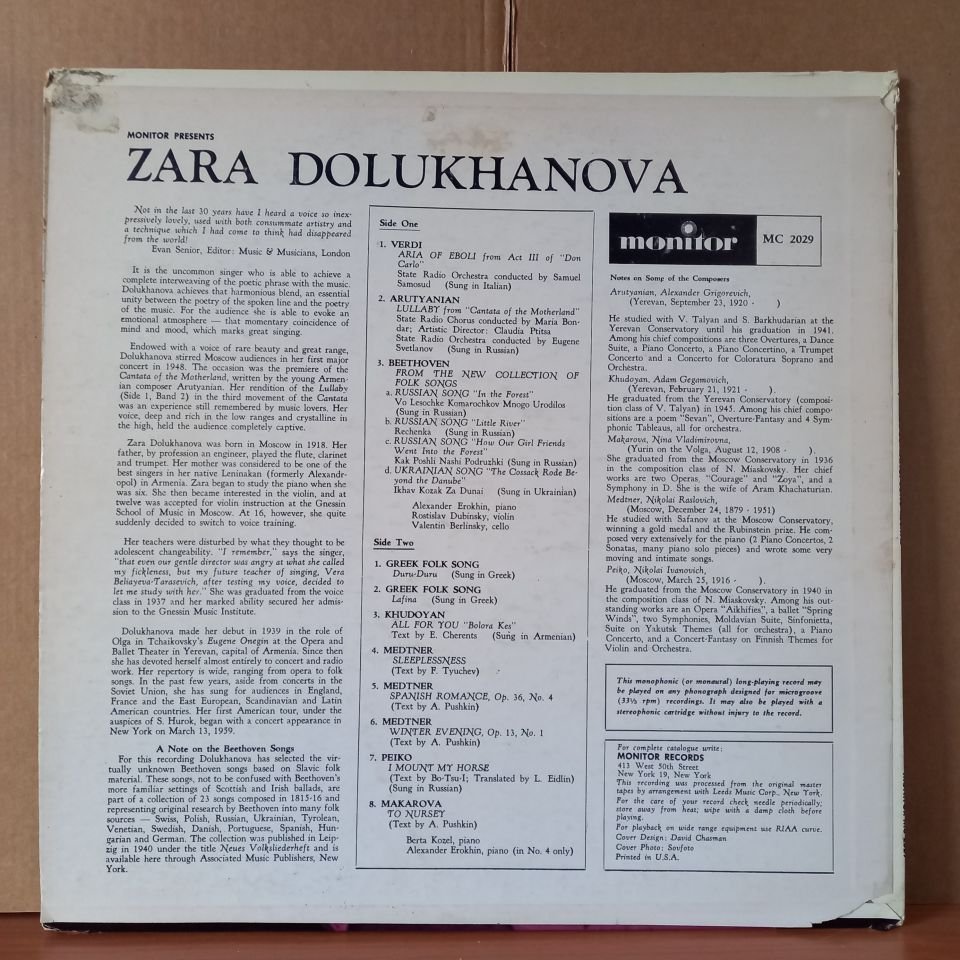 MONITOR PRESENTS
ZARA DOLUKHANOVA
Not in the last 30 years have I heard a voice so inex-
pressively lovely, used with both consummate artistry and
a technique which I had come to think had disappeared
from the world!
Evan Senior, Editor: Music & Musicians, London
It is the uncommon singer who is able to achieve a
complete interweaving of the poetic phrase with the music.
Dolukhanova achieves that harmonious blend, an essential
unity between the poetry of the spoken line and the poetry
of the music. For the audience she is able to evoke an
emotional atmosphere — that momentary coincidence of
mind and mood, which marks great singing.
Endowed with a voice of rare beauty and great range,
Dolukhanova stirred Moscow audiences in her first major
concert in 1948. The occasion was the premiere of the
Cantata of the Motherland, written by the young Armen-
ian composer Arutyanian. Her rendition of the Lullaby
(Side 1, Band 2) in the third movement of the Cantata
was an experience still remembered by music lovers. Her
voice, deep and rich in the low ranges and crystalline in
the high, held the audience completely captive.
Zara Dolukhanova was born in Moscow in 1918. Her
father, by profession an engineer, played the flute, clarinet
and trumpet. Her mother was considered to be one of the
best singers in her native Leninakan (formerly Alexandr-
opol) in Armenia. Zara began to study the piano when she
was six. She then became interested in the violin, and at
twelve was accepted for violin instruction at the Gnessin
School of Music in Moscow. At 16, however, she quite
suddenly decided to switch to voice training.
Her teachers were disturbed by what they thought to be
adolescent changeability. "I remember," says the singer,
"that even our gentle director was angry at what she called
my fickleness, but my future teacher of singing, Vera
Beliayeva-Tarasevich, after testing my voice, decided to
let me study with her." She was graduated from the voice
class in 1937 and her marked ability secured her admis-
sion to the Gnessin Music Institute.
Dolukhanova made her debut in 1939 in the role of
Olga in Tchaikovsky's Eugene Onegin at the Opera and
Ballet Theater in Yerevan, capital of Armenia. Since then
she has devoted herself almost entirely to concert and radio
work. Her repertory is wide, ranging from opera to folk
songs. In the past few years, aside from concerts in the
Soviet Union, she has sung for audiences in England,
France and the East European, Scandinavian and Latin
American countries. Her first American tour, under the
auspices of S. Hurok, began with a concert appearance in
New York on March 13, 1959.
A Note on the Beethoven Songs
For this recording Dolukhanova has selected the vir-
tually unknown Beethoven songs based on Slavic folk
material. These songs, not to be confused with Beethoven's
more familiar settings of Scottish and Irish ballads, are
part of a collection of 23 songs composed in 1815-16 and
representing original research by Beethoven into many folk
sources — Swiss, Polish, Russian, Ukrainian, Tyrolean,
Venetian, Swedish, Danish, Portuguese, Spanish, Hun-
garian and German. The collection was published in Leip-
zig in 1940 under the title Neues Volksliederheft and is
available here through Associated Music Publishers, New
York.
Side One
1. VERDI
ARIA OF EBOLI from Act III of "Don
Carlo"
State Radio Orchestra conducted by Samuel
Samosud (Sung in Italian)
2. ARUTYANIAN
LULLABY from "Cantata of the Motherland"
State Radio Chorus conducted by Maria Bon-
dar; Artistic Director: Claudia Ptitsa
State Radio Orchestra conducted by Eugene
Svetlanov (Sung in Russian)
3. BEETHOVEN
FROM THE NEW COLLECTION OF
FOLK SONGS
a. RUSSIAN SONG "In the Forest"
Vo Lesochke Komarochkov Mnogo Urodilos
(Sung in Russian)
b. RUSSIAN SONG "Little River"
Rechenka (Sung in Russian)
c. RUSSIAN SONG "How Our Girl Friends
Went Into the Forest"
Kak Poshli Nashi Podruzhki (Sung in Russian)
d. UKRAINIAN SONG "The Cossack Rode Be-
yond the Danube"
Ikhav Kozak Za Dunai (Sung in Ukrainian)
Alexander Erokhin, piano
Rostislav Dubinsky, violin
Valentin Berlinsky, cello
Side Two
1. GREEK FOLK SONG
Duru-Duru (Sung in Greek)
2. GREEK FOLK SONG
Lafina (Sung in Greek)
3. KHUDOYAN
ALL FOR YOU "Bolora Kes"
Text by E. Cherents (Sung in Armenian)
4. MEDTNER
SLEEPLESSNESS
(Text by F. Tyuchev)
5. MEDTNER
SPANISH ROMANCE, Op. 36, No. 4
(Text by A. Pushkin)
6. MEDTNER
WINTER EVENING, Op. 13, No. 1
(Text by A. Pushkin)
7. PEIKO
I MOUNT MY HORSE
(Text by Bo-Tsu-I; Translated by L. Eidlin)
(Sung in Russian)
8. MAKAROVA
TO NURSEY
(Text by A. Pushkin)
Berta Kozel, piano
Alexander Erokhin, piano (in No. 4 only)
monitor MC 2029
Notes on Song of the Composers
Arutyanian, Alexander Grigorevich,
(Yerevan, September 23, 1920 - )
He studied with V. Talyan and S. Barkhudarian at the
Yerevan Conservatory until his graduation in 1941.
Among his chief compositions are three Overtures, a Dance
Suite, a Piano Concerto, a Piano Concertino, a Trumpet
Concerto and a Concerto for Coloratura Soprano and
Orchestra.
Khudoyan, Adam Gegamovich,
(Yerevan, February 21, 1921 - ).
He graduated from the Yerevan Conservatory (composi-
tion class of V. Talyan) in 1945. Among his chief compo-
sitions are a poem "Sevan", Overture-Fantasy and 4 Sym-
phonic Tableaus, all for orchestra.
Makarova, Nina Vladimirovna,
(Yurin on the Volga, August 12, 1908 - ).
She graduated from the Moscow Conservatory in 1936
in the composition class of N. Miaskovsky. Her chief
works are two Operas, "Courage" and "Zoya", and a
Symphony in D. She is the wife of Aram Khachaturian.
Medtner, Nikolai Raslovich,
(Moscow, December 24, 1879 - 1951)
He studied with Safanov at the Moscow Conservatory,
winning a gold medal and the Rubinstein prize. He com-
posed very extensively for the piano (2 Piano Concertos, 2
Sonatas, many piano solo pieces) and wrote some very
moving and intimate songs.
Peiko, Nikolai Ivanovich,
(Moscow, March 25, 1916 - ).
He graduated from the Moscow Conservatory in 1940 in
the composition class of N. Miaskovsky. Among his out-
standing works are an Opera "Aikhifis", a ballet "Spring
Winds", two Symphonies, Moldavian Suite, Sinfonietta,
Suite on Yakutsk Themes (all for orchestra), a Piano
Concerto, and a Concert-Fantasy on Finnish Themes for
Violin and Orchestra.
This monophonic (or monaural) long-playing record may
be played on any phonograph designed for microgroove
(33⅓ rpm) recordings. It may also be played with a
stereophonic cartridge without injury to the record.
For complete catalogue write:
MONITOR RECORDS
413 West 50th Street
New York 19, New York
This recording was processed from the original master
tapes by arrangement with Leeds Music Corp., New York.
For the care of your record check needle periodically;
store away from heat; wipe with a damp cloth before
playing.
For playback on wide range equipment use RIAA curve.
Cover Design: David Chasman
Cover Photo: Sovfoto
Printed in U.S.A.